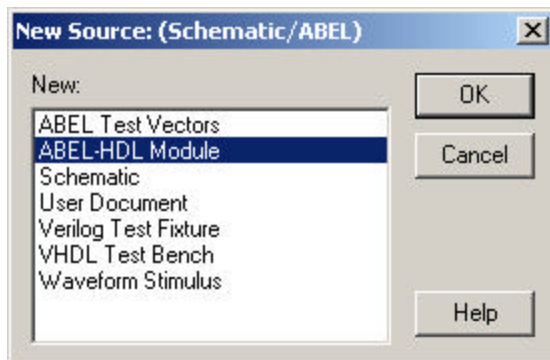 New Source: (Schematic/ABEL)
New:
OK
ABEL Test Vectors
ABEL-HDL Module
Cancel
Schematic
User Document
Verilog Test Fixture
VHDL Test Bench
Waveform Stimulus
Help